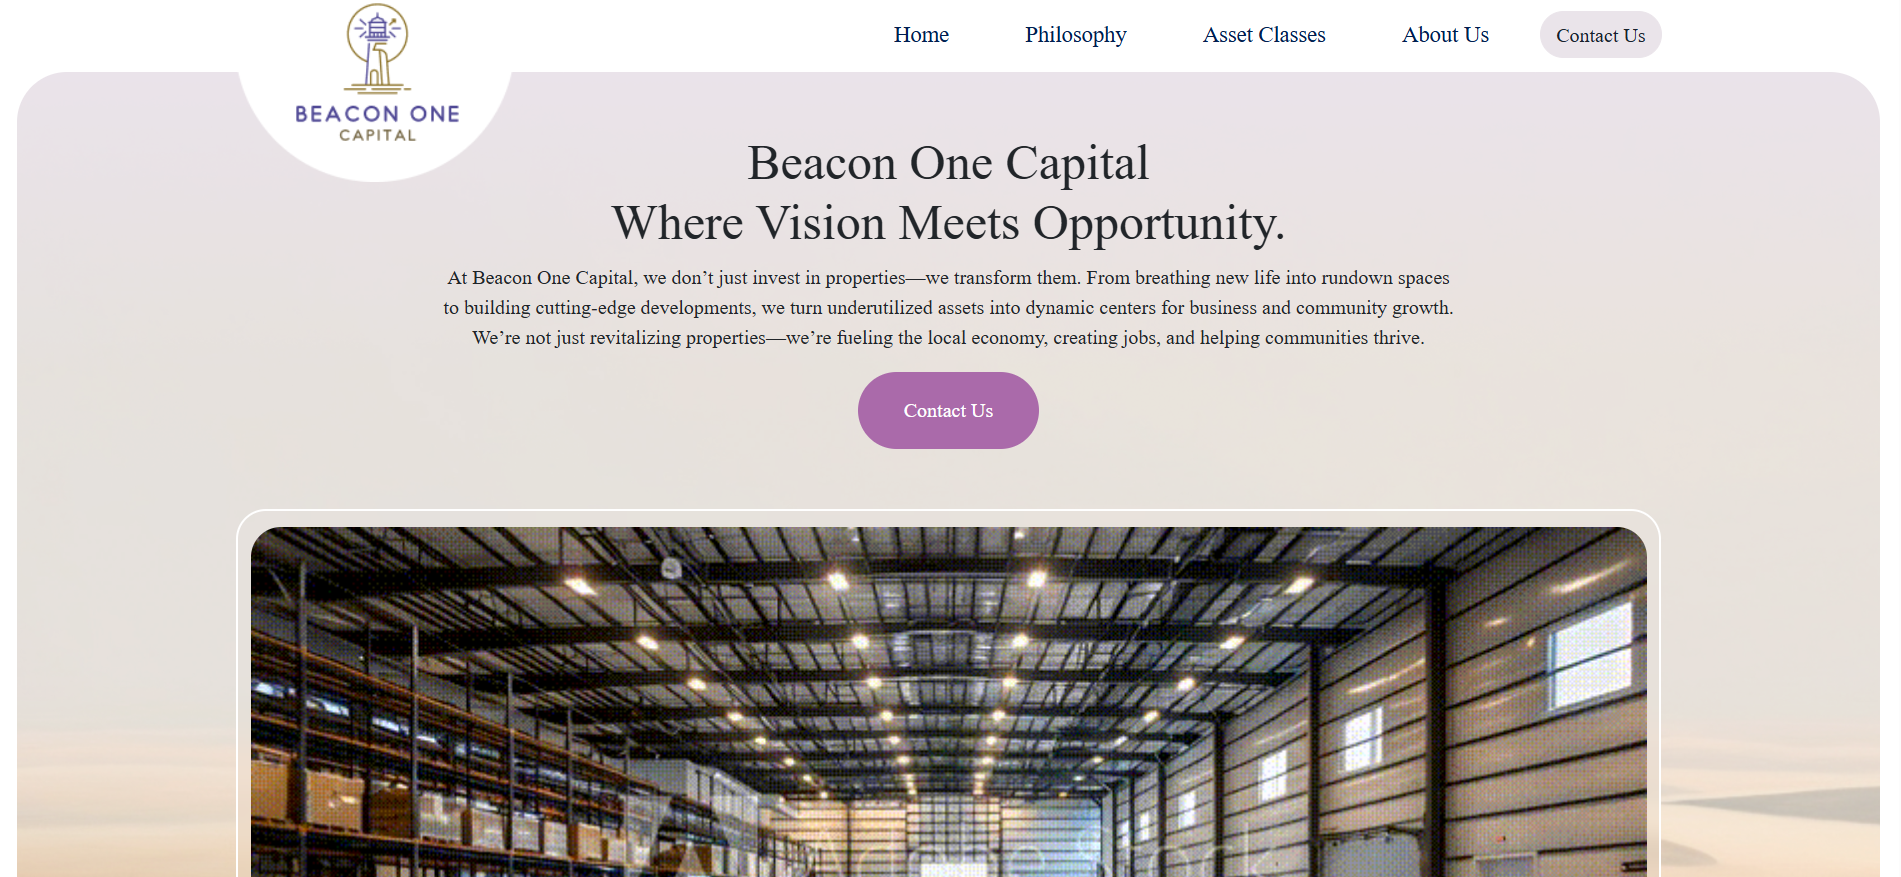 BEACON ONE
CAPITAL
Home
Philosophy
Asset Classes
About Us
Contact Us
Beacon One Capital
Where Vision Meets Opportunity.
At Beacon One Capital, we don’t just invest in properties—we transform them. From breathing new life into rundown spaces
to building cutting-edge developments, we turn underutilized assets into dynamic centers for business and community growth.
We’re not just revitalizing properties—we’re fueling the local economy, creating jobs, and helping communities thrive.
Contact Us
Adobe Stock